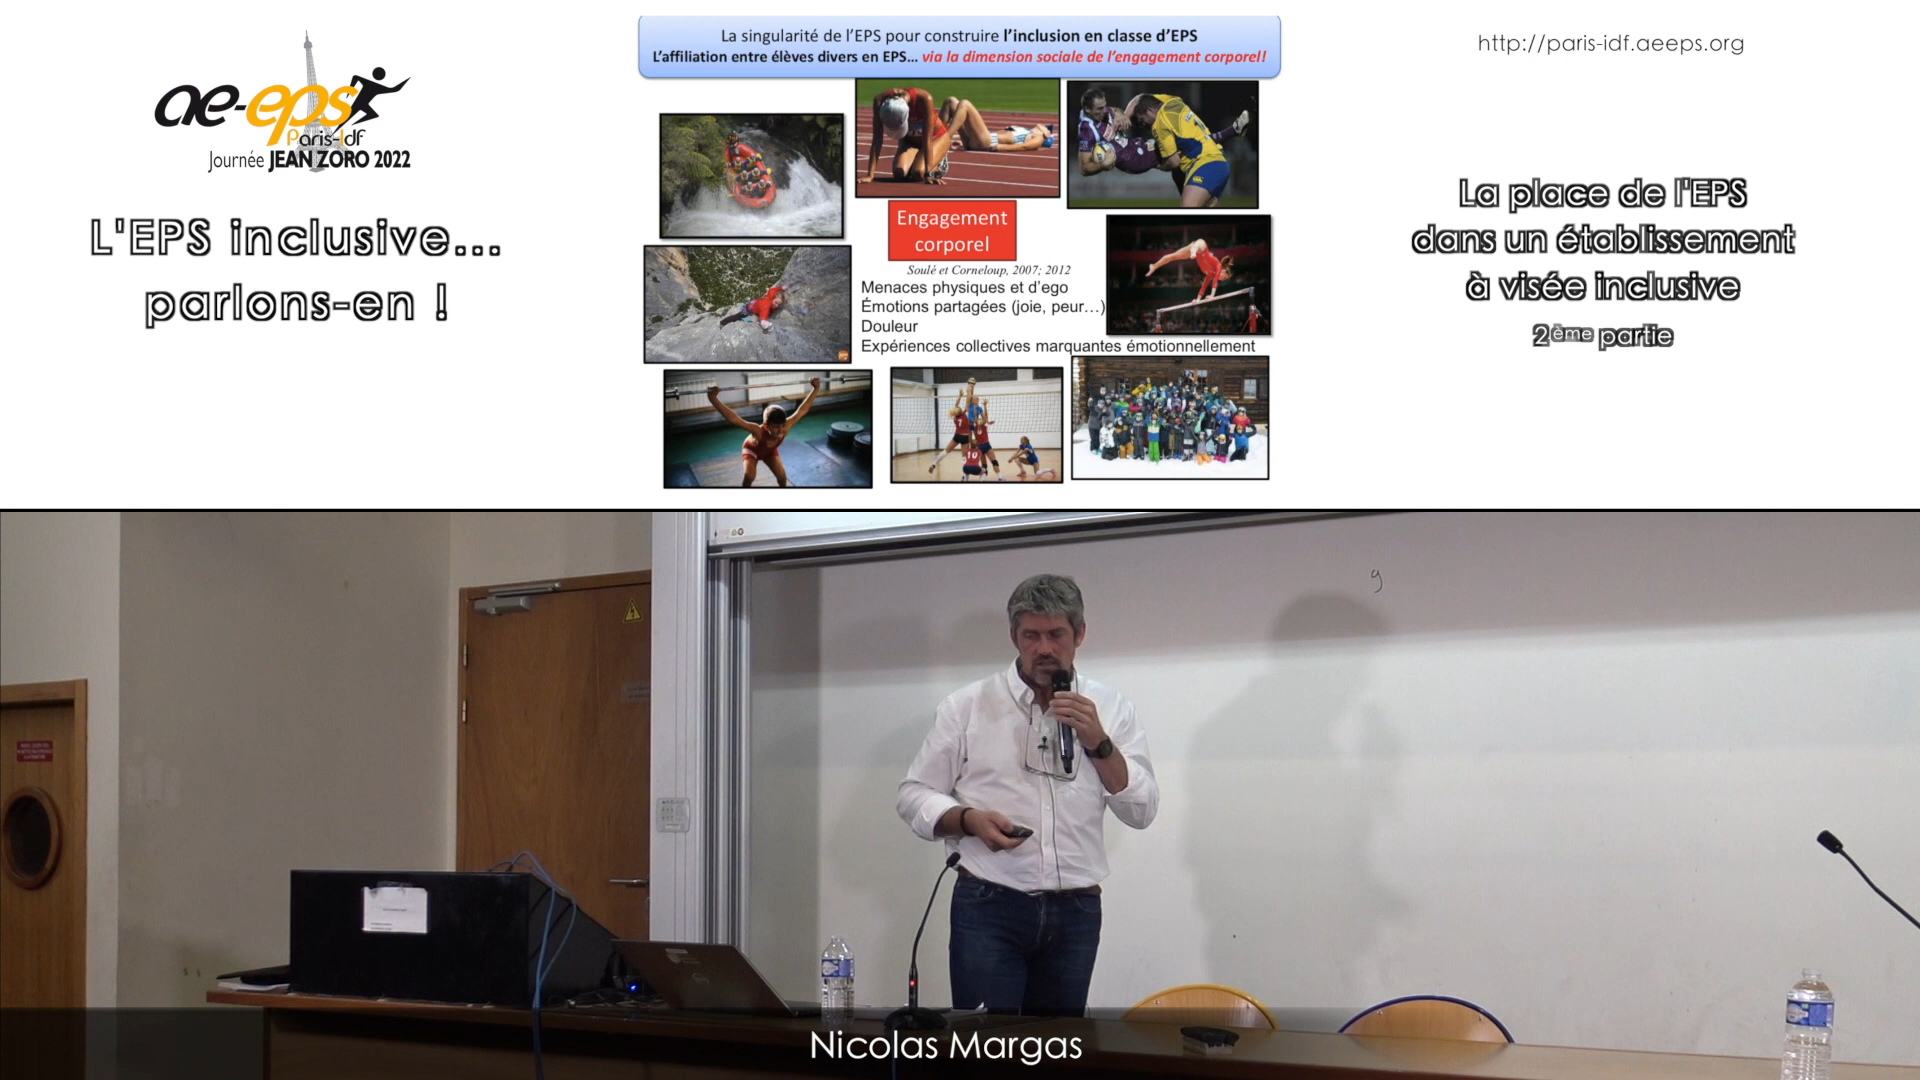 ae-eps
Paris-Idf
Journée JEAN ZORO 2022
L'EPS inclusive...
parlons-en !
La singularité de l'EPS pour construire l'inclusion en classe d'EPS
L'affiliation entre élèves divers en EPS... via la dimension sociale de l'engagement corporel!
Engagement
corporel
Soulé et Corneloup, 2007; 2012
Menaces physiques et d'ego
Émotions partagées (joie, peur...)
Douleur
Expériences collectives marquantes émotionnellement
10
http://paris-idf.aeeps.org
La place de l'EPS
dans un établissement
à visée inclusive
2ème partie
9
Nicolas Margas